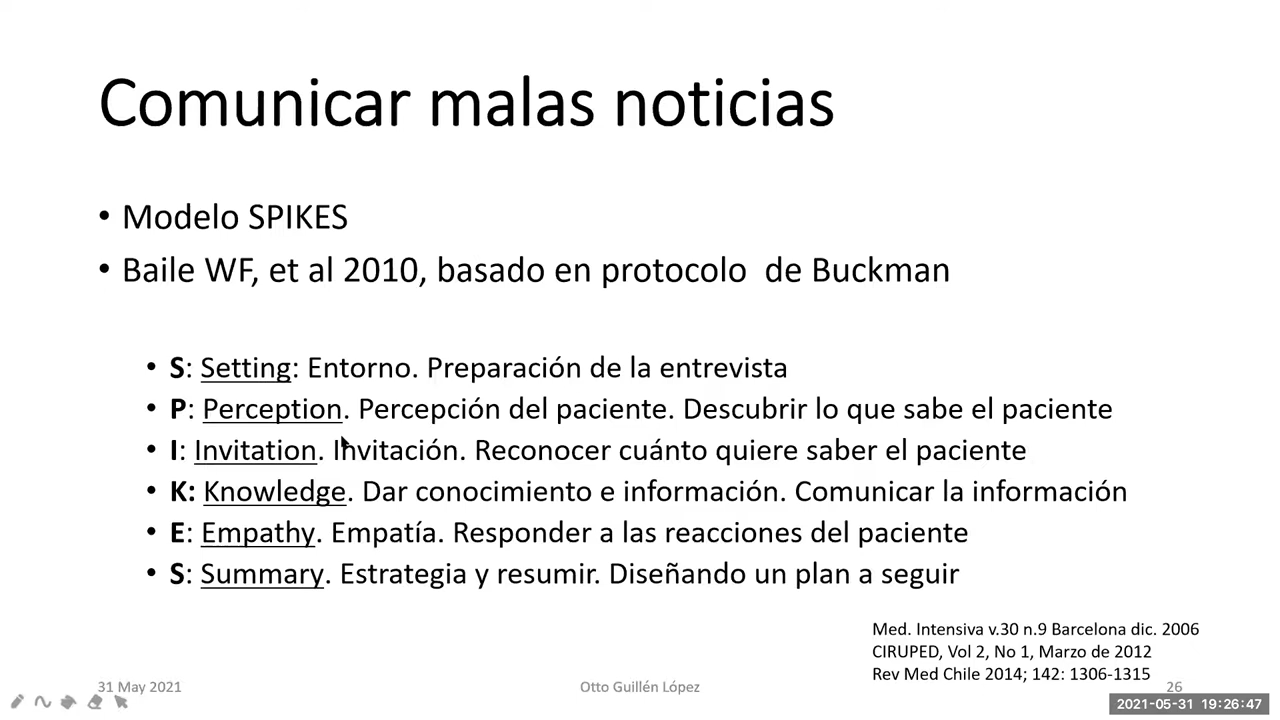 Comunicar malas noticias
• Modelo SPIKES
• Baile WF, et al 2010, basado en protocolo de Buckman
• S: Setting: Entorno. Preparación de la entrevista
• P: Perception. Percepción del paciente. Descubrir lo que sabe el paciente
• I: Invitation. Invitación. Reconocer cuánto quiere saber el paciente
• K: Knowledge. Dar conocimiento e información. Comunicar la información
• E: Empathy. Empatía. Responder a las reacciones del paciente
• S: Summary. Estrategia y resumir. Diseñando un plan a seguir
Med. Intensiva v.30 n.9 Barcelona dic. 2006
CIRUPED, Vol 2, No 1, Marzo de 2012
Rev Med Chile 2014; 142: 1306-1315
31 May 2021
Otto Guillén López
26
2021-05-31 19:26:47